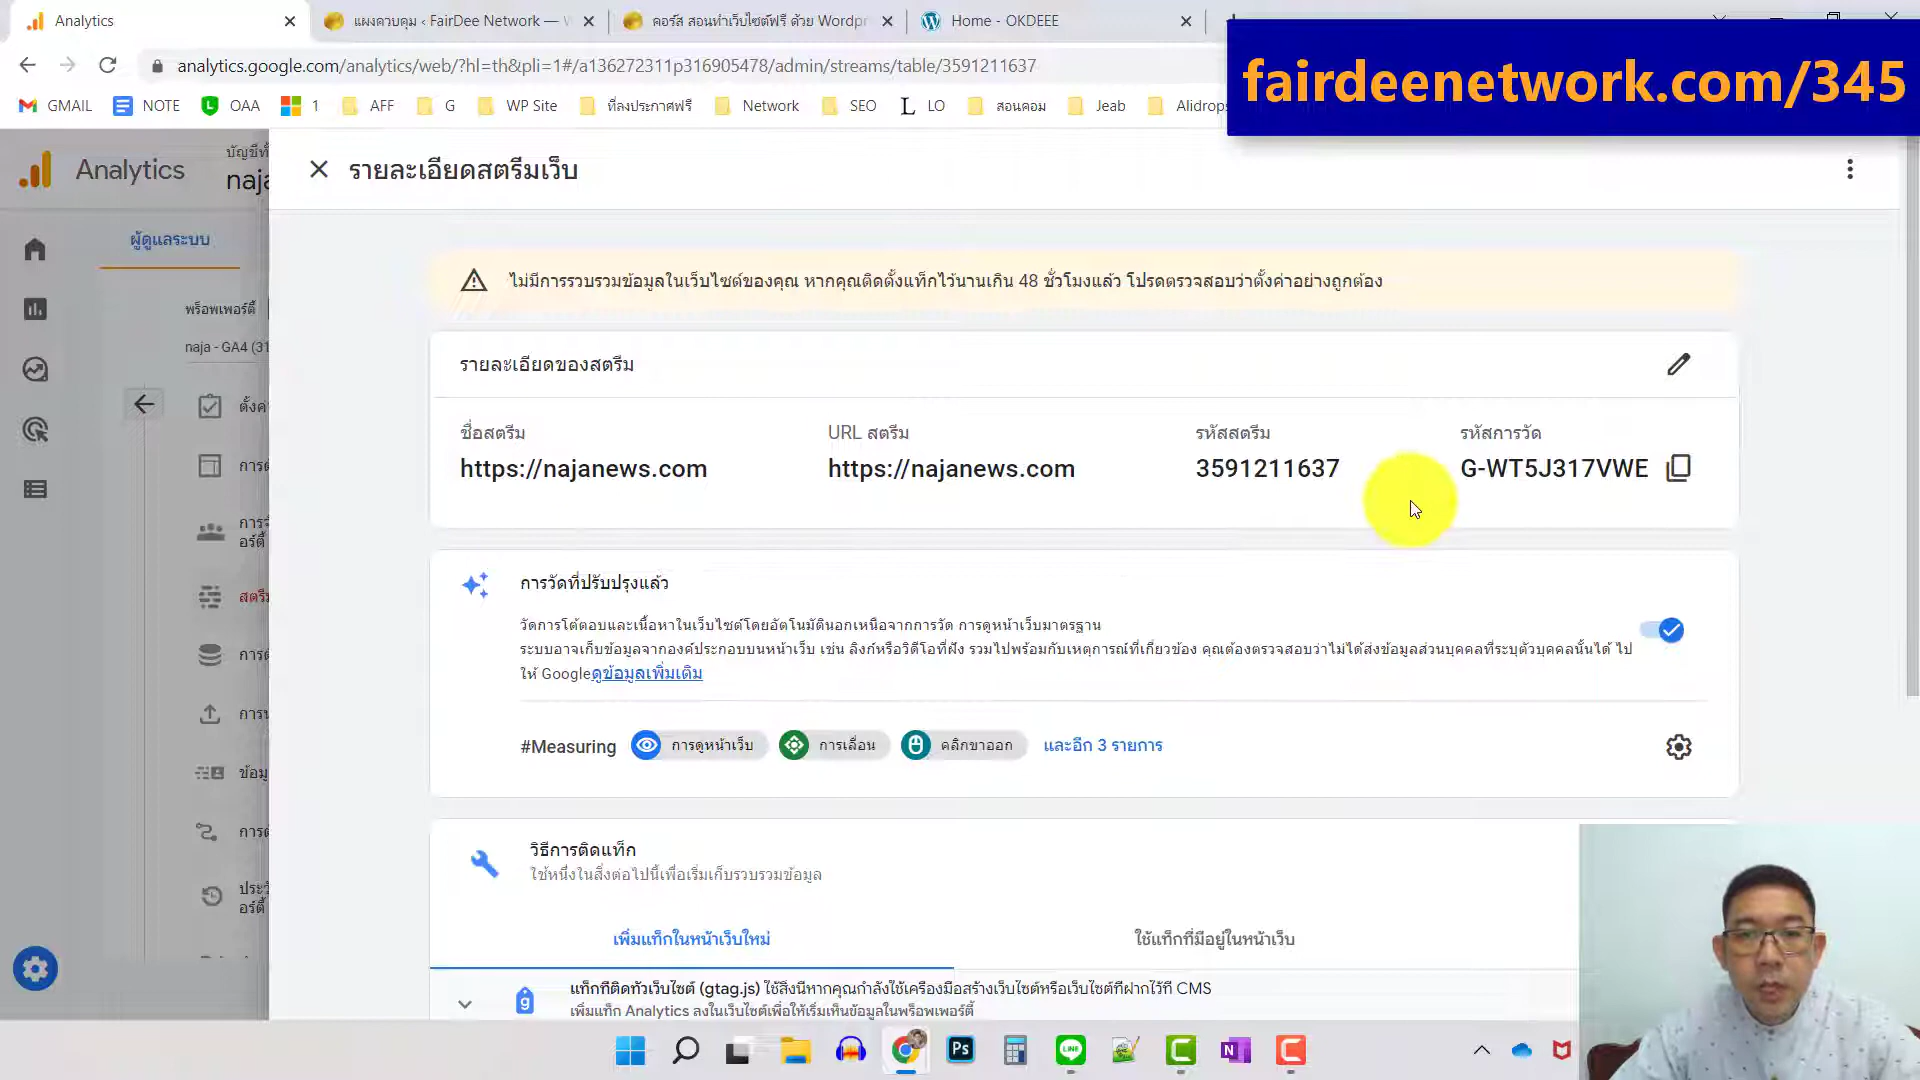 Analytics
แผงควบคุม ‹ FairDee Network — W
คอร์ส สอนทำเว็บไซต์ฟรี ด้วย Wordpr
Home - OKDEEE
analytics.google.com/analytics/web/?hl=th&pli=1#/a136272311p316905478/admin/streams/table/3591211637
fairdeenetwork.com/345
GMAIL
NOTE
OAA
1
AFF
G
WP Site
ที่ลงประกาศฟรี
Network
SEO
LO
สอนคอม
Jeab
Alidrops
Analytics
บัญชีทั้
naja
รายละเอียดสตรีมเว็บ
ผู้ดูแลระบบ
พร็อพเพอร์ตี้
naja - GA4 (31
ไม่มีการรวบรวมข้อมูลในเว็บไซต์ของคุณ หากคุณติดตั้งแท็กไว้นานเกิน 48 ชั่วโมงแล้ว โปรดตรวจสอบว่าตั้งค่าอย่างถูกต้อง
รายละเอียดของสตรีม
ชื่อสตรีม
URL สตรีม
รหัสสตรีม
รหัสการวัด
https://najanews.com
https://najanews.com
3591211637
G-WT5J317VWE
ตั้งค่
การจั
อร์ตี้
สตรีม
ข้อมู
ประวั
อร์ตี้
การวัดที่ปรับปรุงแล้ว
วัดการโต้ตอบและเนื้อหาในเว็บไซต์โดยอัตโนมัตินอกเหนือจากการวัด การดูหน้าเว็บมาตรฐาน
ระบบอาจเก็บข้อมูลจากองค์ประกอบบนหน้าเว็บ เช่น ลิงก์หรือวิดีโอที่ฝัง รวมไปพร้อมกับเหตุการณ์ที่เกี่ยวข้อง คุณต้องตรวจสอบว่าไม่ได้ส่งข้อมูลส่วนบุคคลที่ระบุตัวบุคคลนั้นได้ ไป
ให้ Googleดูข้อมูลเพิ่มเติม
#Measuring
การดูหน้าเว็บ
การเลื่อน
คลิกขาออก
และอีก 3 รายการ
วิธีการติดแท็ก
ใช้หนึ่งในสิ่งต่อไปนี้เพื่อเริ่มเก็บรวบรวมข้อมูล
เพิ่มแท็กในหน้าเว็บใหม่
ใช้แท็กที่มีอยู่ในหน้าเว็บ
แท็กที่ติดทั่วเว็บไซต์ (gtag.js) ใช้สิ่งนี้หากคุณกำลังใช้เครื่องมือสร้างเว็บไซต์หรือเว็บไซต์ที่ฝากไว้ที่ CMS
เพิ่มแท็ก Analytics ลงในเว็บไซต์เพื่อให้เริ่มเห็นข้อมูลในพร็อพเพอร์ตี้